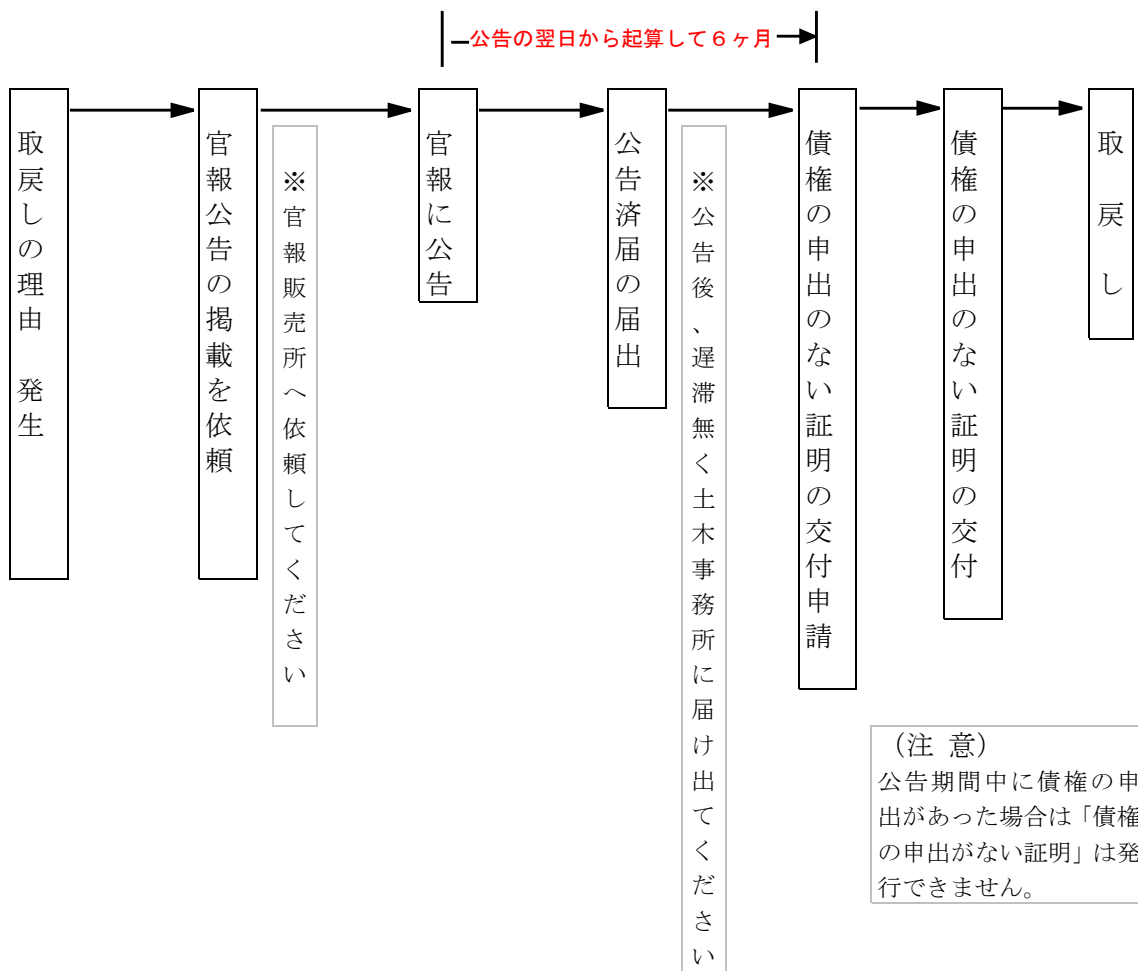 公告の翌日から起算して６ヶ月
取戻しの理由　発生
官報公告の掲載を依頼
※官報販売所へ依頼してください
官報に公告
公告済届の届出
※公告後、遅滞無く土木事務所に届け出てください
債権の申出のない証明の交付申請
債権の申出のない証明の交付
取戻し
（注 意）
公告期間中に債権の申
出があった場合は「債権
の申出がない証明」は発
行できません。